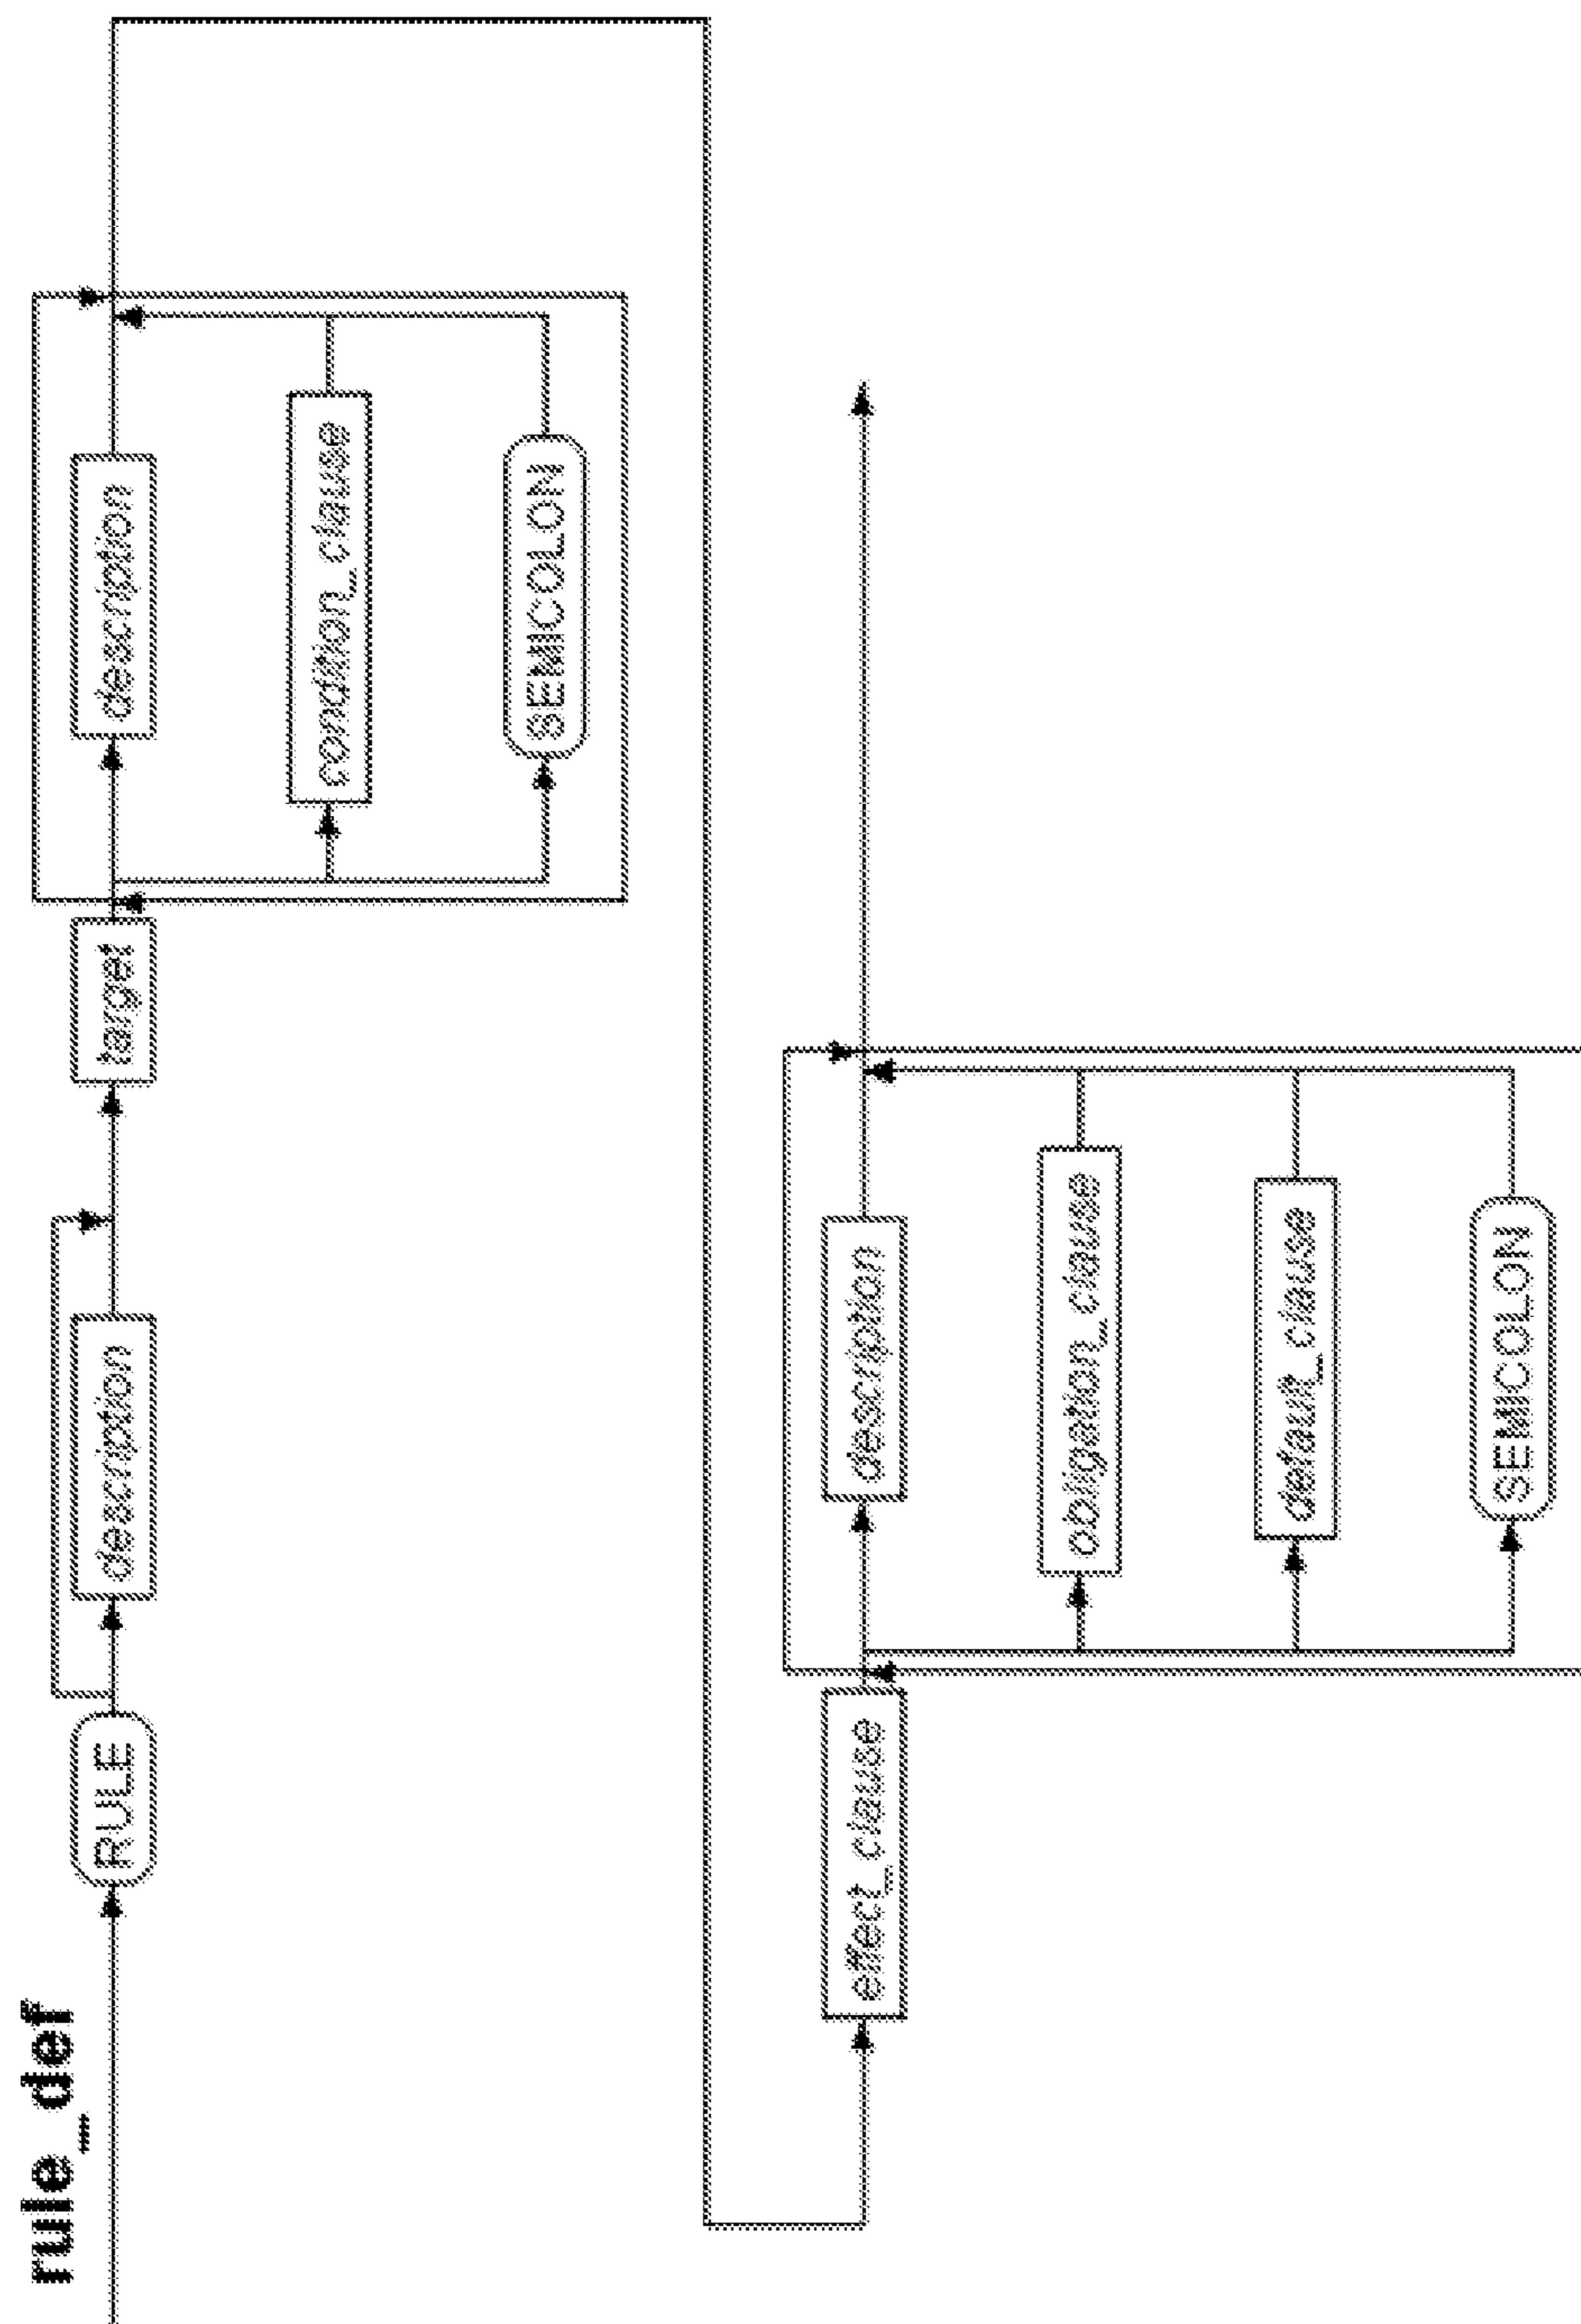 rule_def
RULE
description
target
description
condition_clause
SEMICOLON
effect_clause
description
obligation_clause
default_clause
SEMICOLON